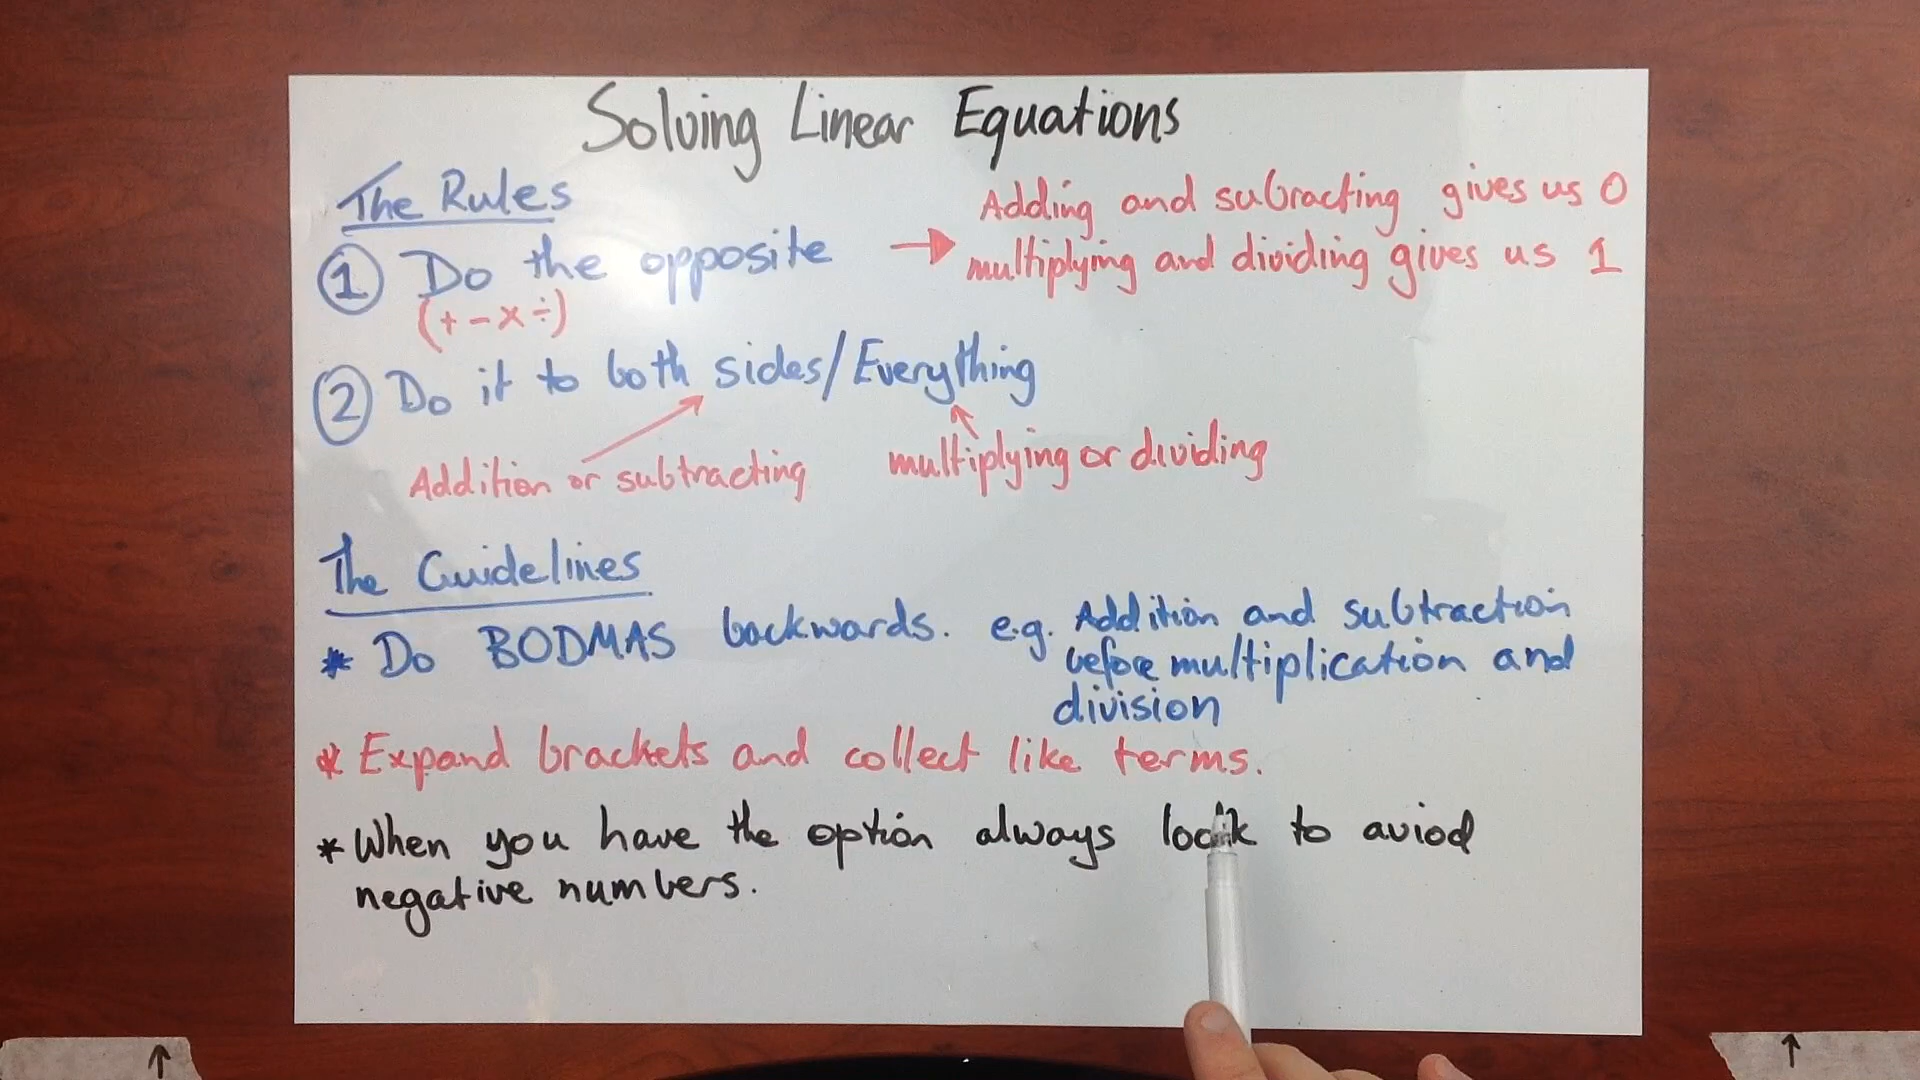 Solving Linear Equations
The Rules
① Do the opposite → Adding and subracting gives us 0
multiplying and dividing gives us 1
(+ - x ÷)
② Do it to both sides/Everything
Addition or subtracting multiplying or dividing
The Guidelines
* Do BODMAS backwards. e.g. Addition and subtraction
before multiplication and
division
* Expand brackets and collect like terms.
* When you have the option always look to aviod
negative numbers.